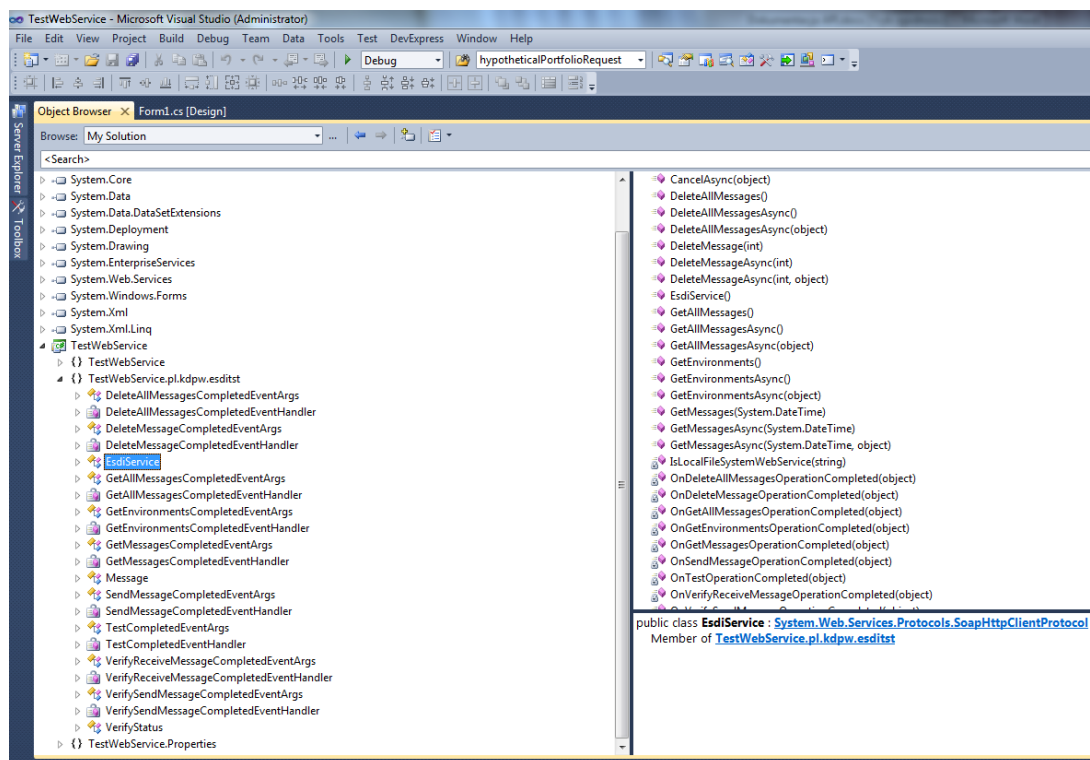 TestWebService - Microsoft Visual Studio (Administrator)
File Edit View Project Build Debug Team Data Tools Test DevExpress Window Help
Debug hypotheticalPortfolioRequest
Object Browser Form1.cs [Design]
Server Explorer
Toolbox
Browse: My Solution ...
<Search>
System.Core
System.Data
System.Data.DataSetExtensions
System.Deployment
System.Drawing
System.EnterpriseServices
System.Web.Services
System.Windows.Forms
System.Xml
System.Xml.Linq
TestWebService
{} TestWebService
{} TestWebService.pl.kdpw.esditst
DeleteAllMessagesCompletedEventArgs
DeleteAllMessagesCompletedEventHandler
DeleteMessageCompletedEventArgs
DeleteMessageCompletedEventHandler
EsdiService
GetAllMessagesCompletedEventArgs
GetAllMessagesCompletedEventHandler
GetEnvironmentsCompletedEventArgs
GetEnvironmentsCompletedEventHandler
GetMessagesCompletedEventArgs
GetMessagesCompletedEventHandler
Message
SendMessageCompletedEventArgs
SendMessageCompletedEventHandler
TestCompletedEventArgs
TestCompletedEventHandler
VerifyReceiveMessageCompletedEventArgs
VerifyReceiveMessageCompletedEventHandler
VerifySendMessageCompletedEventArgs
VerifySendMessageCompletedEventHandler
VerifyStatus
{} TestWebService.Properties
CancelAsync(object)
DeleteAllMessages()
DeleteAllMessagesAsync()
DeleteAllMessagesAsync(object)
DeleteMessage(int)
DeleteMessageAsync(int)
DeleteMessageAsync(int, object)
EsdiService()
GetAllMessages()
GetAllMessagesAsync()
GetAllMessagesAsync(object)
GetEnvironments()
GetEnvironmentsAsync()
GetEnvironmentsAsync(object)
GetMessages(System.DateTime)
GetMessagesAsync(System.DateTime)
GetMessagesAsync(System.DateTime, object)
IsLocalFileSystemWebService(string)
OnDeleteAllMessagesOperationCompleted(object)
OnDeleteMessageOperationCompleted(object)
OnGetAllMessagesOperationCompleted(object)
OnGetEnvironmentsOperationCompleted(object)
OnGetMessagesOperationCompleted(object)
OnSendMessageOperationCompleted(object)
OnTestOperationCompleted(object)
OnVerifyReceiveMessageOperationCompleted(object)
public class EsdiService : System.Web.Services.Protocols.SoapHttpClientProtocol
Member of TestWebService.pl.kdpw.esditst